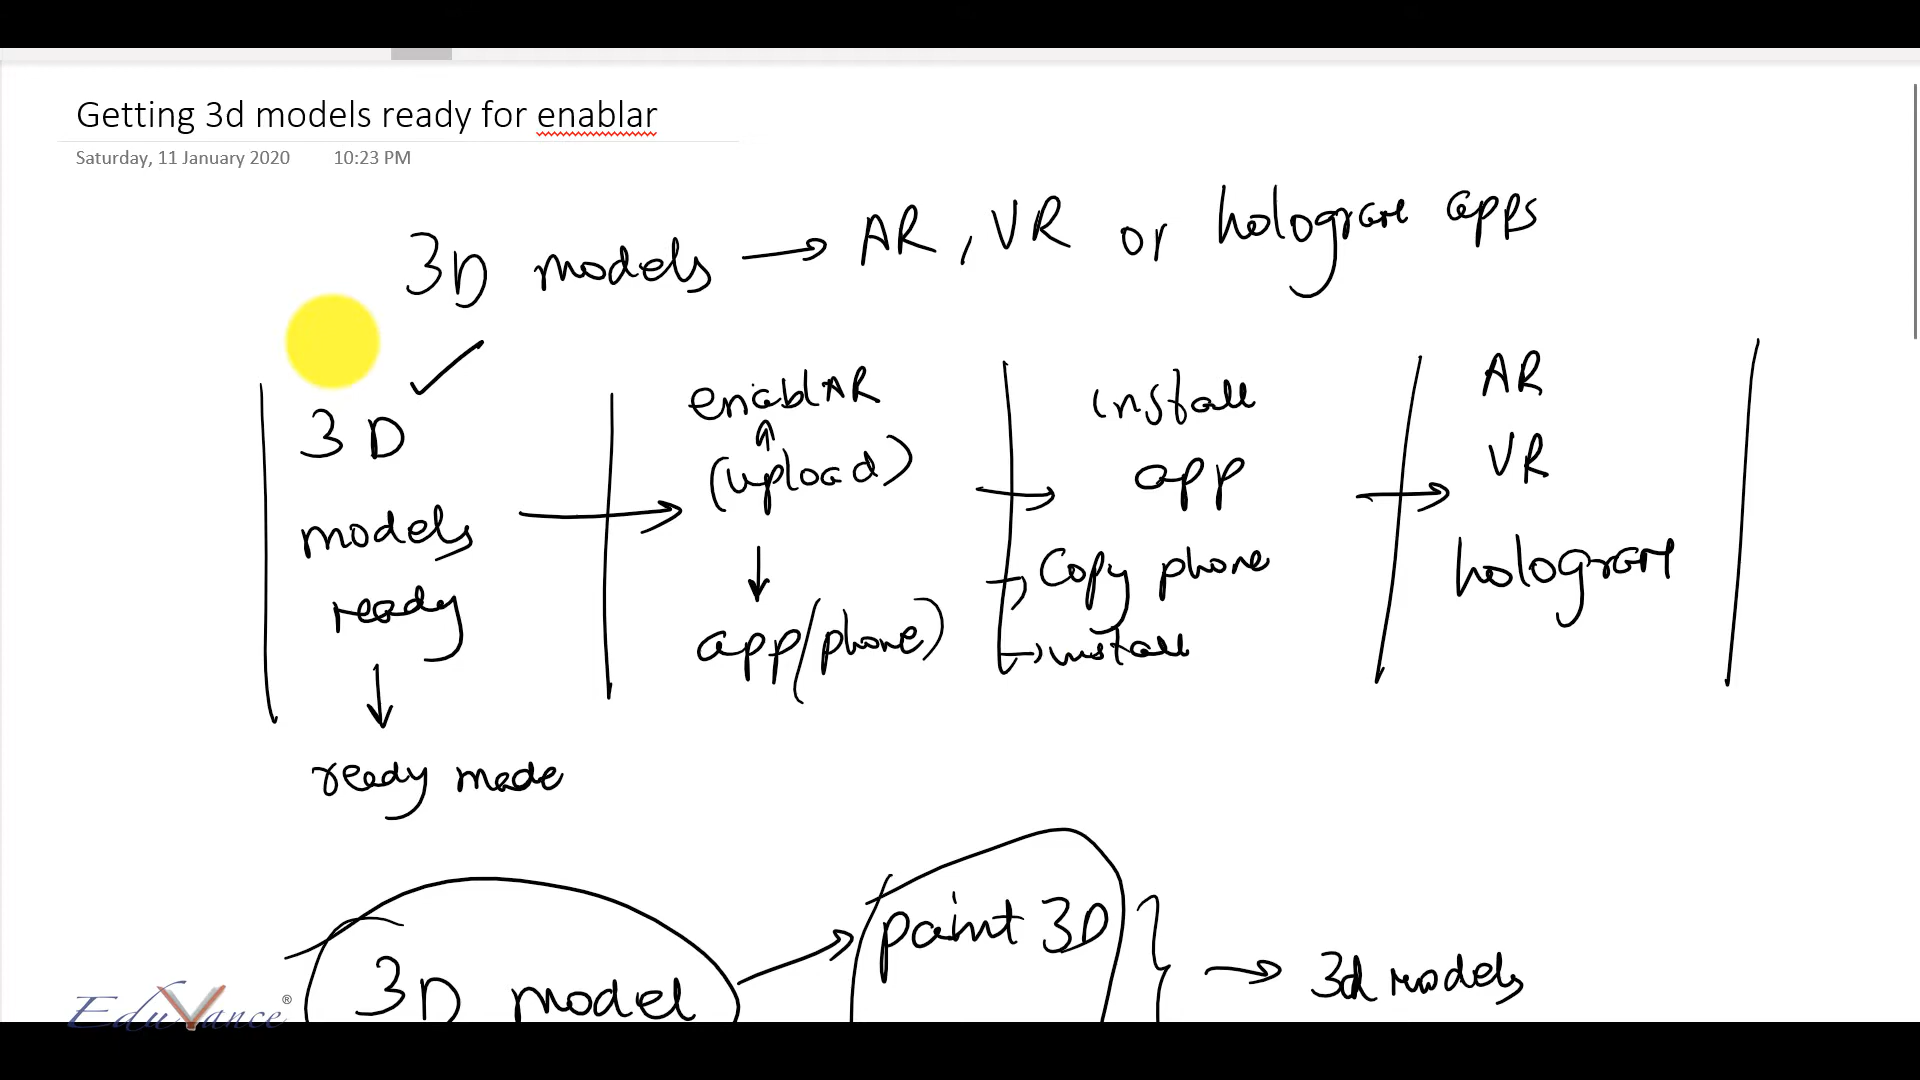 Getting 3d models ready for enablar
Saturday, 11 January 2020 10:23 PM
3D models → AR, VR or hologram apps
3D
models
ready
ready made
enablAR
(upload)
app (phone)
install
app
→ Copy phone
→ install
AR
VR
hologram
3D model → paint 3D → 3d models
EduVance®